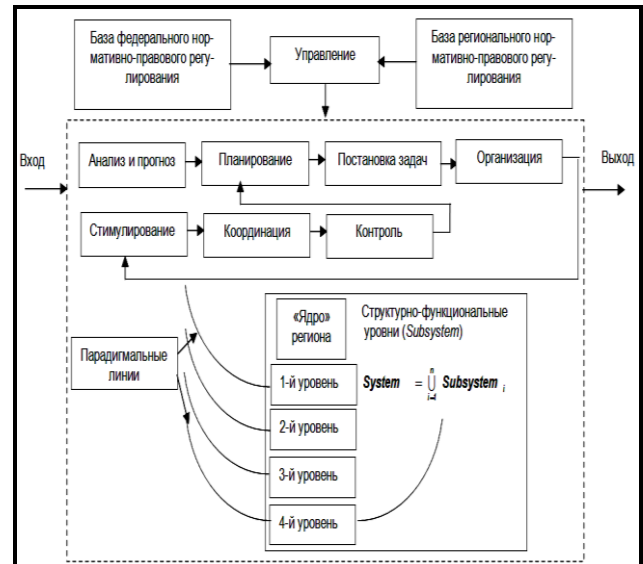 База федерального нор-
мативно-правового регу-
лирования
Управление
База регионального нор-
мативно-правового регу-
лирования
Вход
Анализ и прогноз
Планирование
Постановка задач
Организация
Выход
Стимулирование
Координация
Контроль
Парадигмальные
линии
«Ядро»
региона
Структурно-функциональные
уровни (Subsystem)
1-й уровень
System = ⋃ⁿᵢ₌₁ Subsystem i
2-й уровень
3-й уровень
4-й уровень